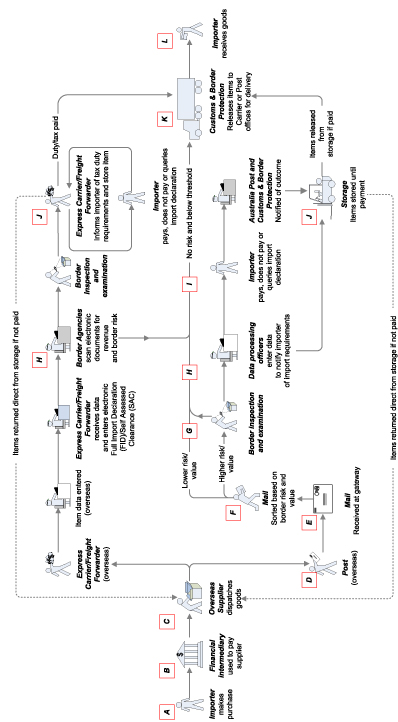 A
Importer
makes
purchase
B
$
Financial
Intermediary
used to pay
supplier
C
Overseas
Supplier
dispatches
goods
Express
Carrier/Freight
Forwarder
(overseas)
Item data entered
(overseas)
Express Carrier/Freight
Forwarder
receives data
and enters electronic
Full Import Declaration
(FID)/Self Assessed
Clearance (SAC)
H
Border Agencies
scan electronic
documents for
revenue
and border risk
Border
Inspection
and
examination
J
Express Carrier/Freight
Forwarder
Informs importer of tax duty
requirements and store item
Importer
pays, does not pay or queries
import declaration
Duty/tax paid
Items returned direct from storage if not paid
D
Post
(overseas)
E
Mail
Received at gateway
F
Mail
Sorted based on
border risk and
value
Lower risk/
value
Higher risk/
value
G
H
I
No risk and below threshold
Border Inspection
and examination
Data processing
officers
enter data
to notify importer
of import requirements
Importer
pays, does not pay or
queries import
declaration
Australia Post and
Customs & Border
Protection
Notified of outcome
J
Storage
Items stored until
payment
Items released
from
storage if paid
Items returned direct from storage if not paid
K
Customs & Border
Protection
Releases items to
Carrier or Post
offices for delivery
L
Importer
receives goods